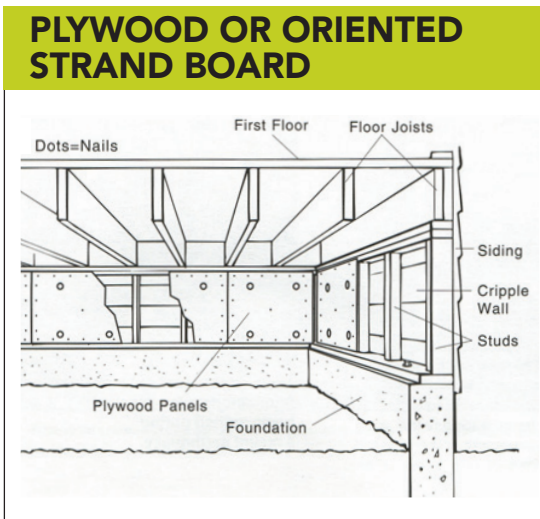 PLYWOOD OR ORIENTED
STRAND BOARD
First Floor
Floor Joists
Dots=Nails
Siding
Cripple
Wall
Studs
Plywood Panels
Foundation